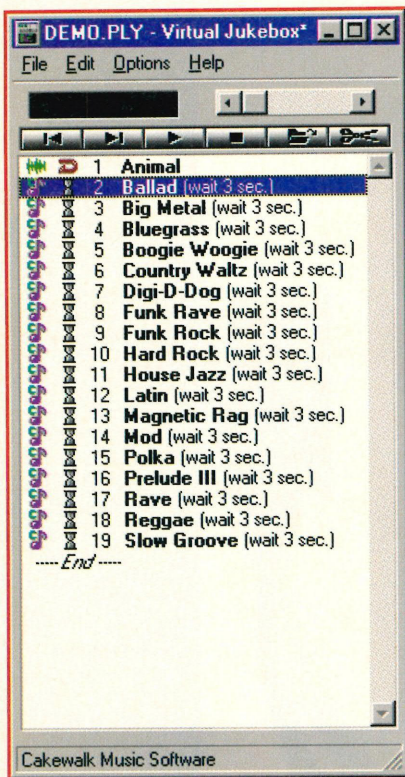 DEMO.PLY - Virtual Jukebox*
File Edit Options Help
1 Animal
2 Ballad (wait 3 sec.)
3 Big Metal (wait 3 sec.)
4 Bluegrass (wait 3 sec.)
5 Boogie Woogie (wait 3 sec.)
6 Country Waltz (wait 3 sec.)
7 Digi-D-Dog (wait 3 sec.)
8 Funk Rave (wait 3 sec.)
9 Funk Rock (wait 3 sec.)
10 Hard Rock (wait 3 sec.)
11 House Jazz (wait 3 sec.)
12 Latin (wait 3 sec.)
13 Magnetic Rag (wait 3 sec.)
14 Mod (wait 3 sec.)
15 Polka (wait 3 sec.)
16 Prelude III (wait 3 sec.)
17 Rave (wait 3 sec.)
18 Reggae (wait 3 sec.)
19 Slow Groove (wait 3 sec.)
----- End -----
Cakewalk Music Software